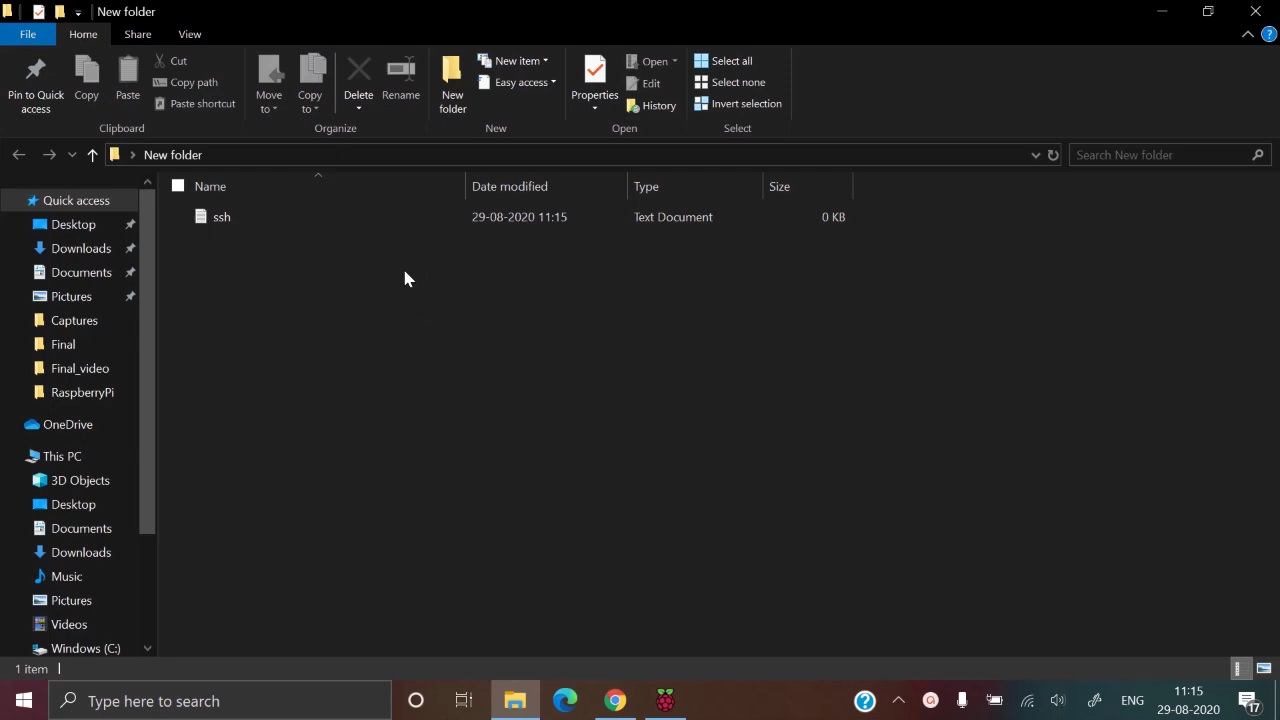 New folder
File Home Share View
Pin to Quick access
Copy
Paste
Cut
Copy path
Paste shortcut
Clipboard
Move to
Copy to
Delete
Rename
Organize
New folder
New item
Easy access
New
Properties
Open
Edit
History
Open
Select all
Select none
Invert selection
Select
New folder
Search New folder
Name Date modified Type Size
ssh 29-08-2020 11:15 Text Document 0 KB
Quick access
Desktop
Downloads
Documents
Pictures
Captures
Final
Final_video
RaspberryPi
OneDrive
This PC
3D Objects
Desktop
Documents
Downloads
Music
Pictures
Videos
Windows (C:)
1 item
Type here to search
ENG
11:15
29-08-2020
17